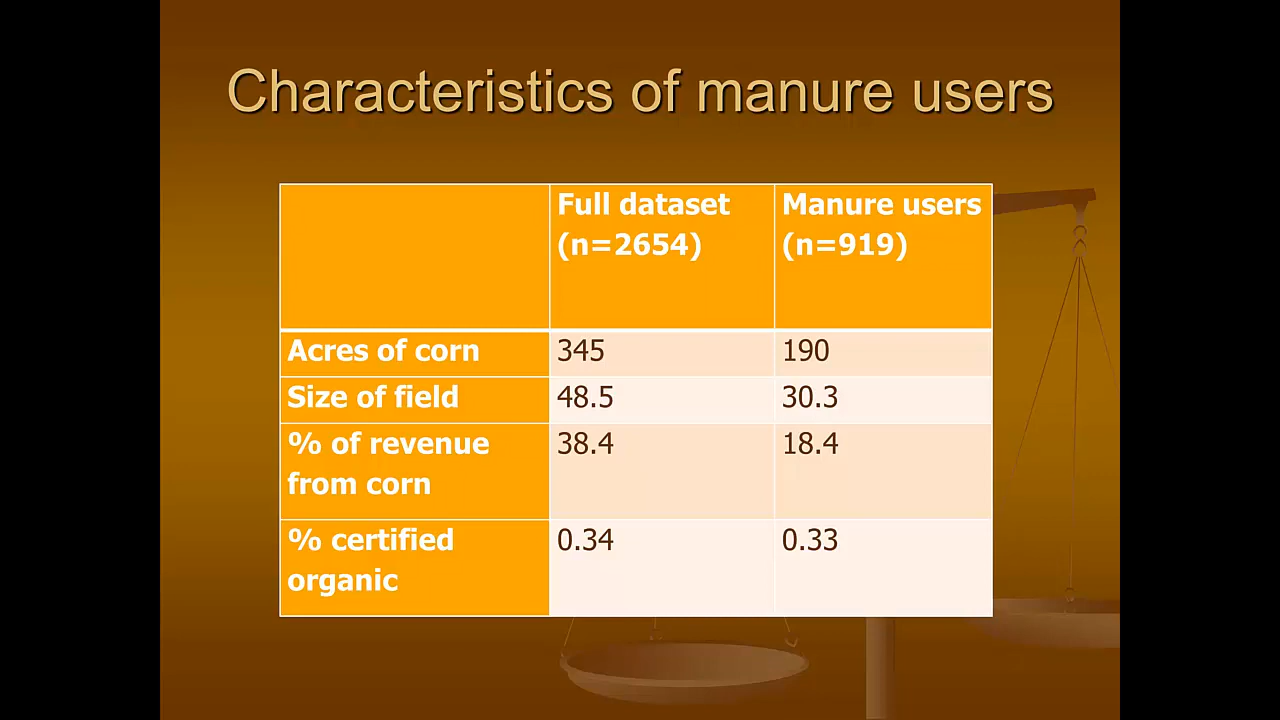 Characteristics of manure users
Full dataset
(n=2654)
Manure users
(n=919)
Acres of corn 345 190
Size of field 48.5 30.3
% of revenue
from corn 38.4 18.4
% certified
organic 0.34 0.33